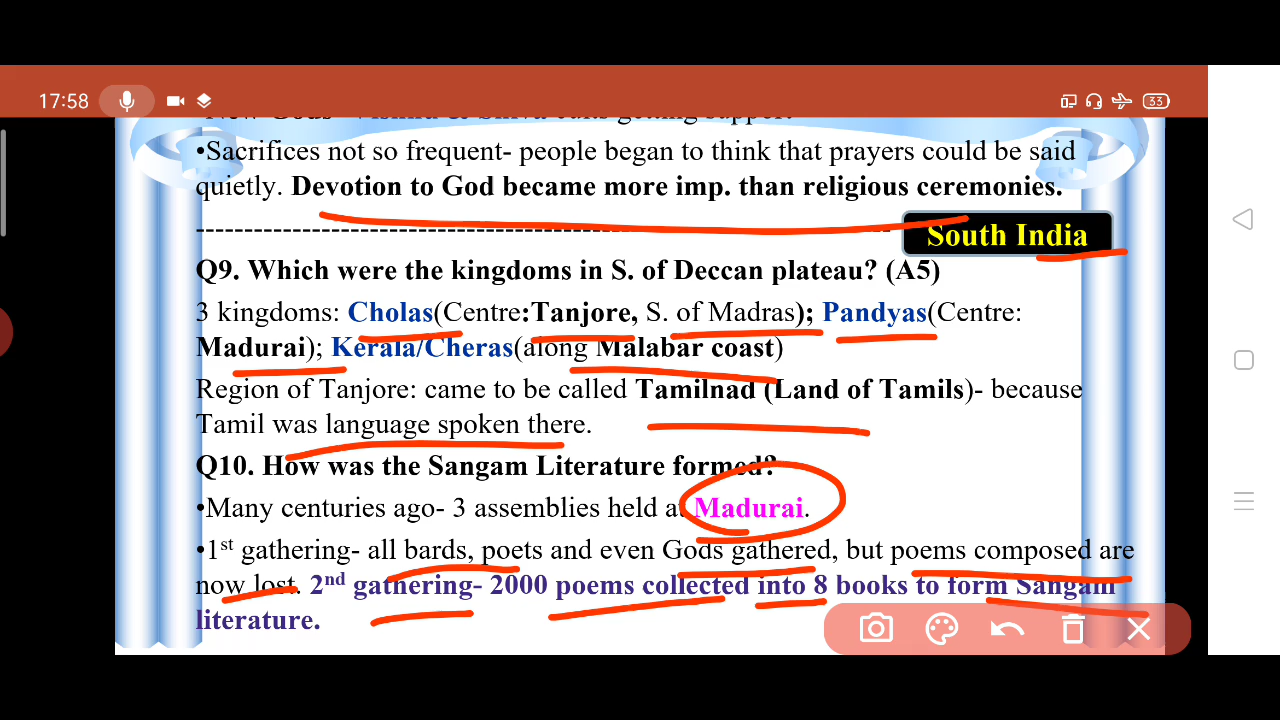 17:58
33
•Sacrifices not so frequent- people began to think that prayers could be said
quietly. Devotion to God became more imp. than religious ceremonies.
------------------------------------------------------------------------
South India
Q9. Which were the kingdoms in S. of Deccan plateau? (A5)
3 kingdoms: Cholas(Centre:Tanjore, S. of Madras); Pandyas(Centre:
Madurai); Kerala/Cheras(along Malabar coast)
Region of Tanjore: came to be called Tamilnad (Land of Tamils)- because
Tamil was language spoken there.
Q10. How was the Sangam Literature formed?
•Many centuries ago- 3 assemblies held at Madurai.
•1st gathering- all bards, poets and even Gods gathered, but poems composed are
now lost. 2nd gathering- 2000 poems collected into 8 books to form Sangam
literature.